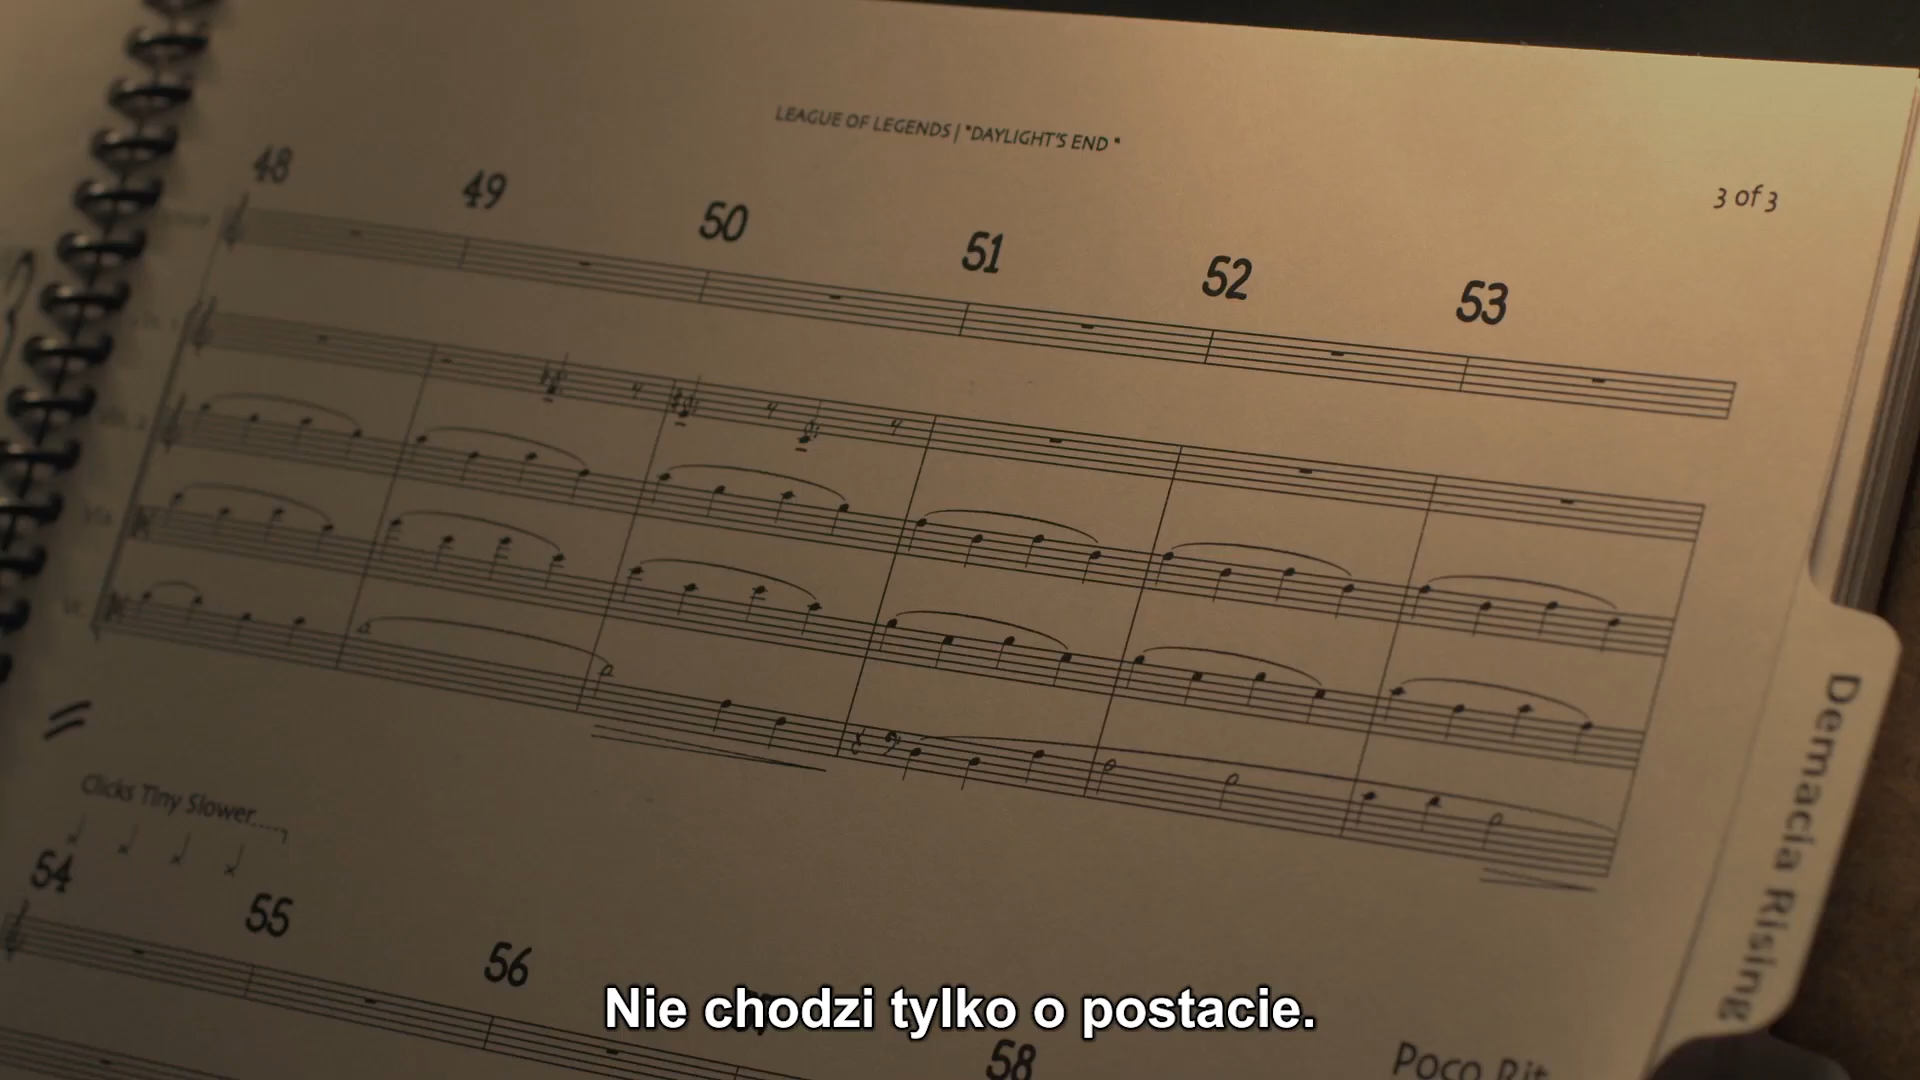 LEAGUE OF LEGENDS | "DAYLIGHT'S END "
3 of 3
48
49
50
51
52
53
Demacia Rising
Clicks Tiny Slower
54
55
56
58
Poco Rit
Nie chodzi tylko o postacie.